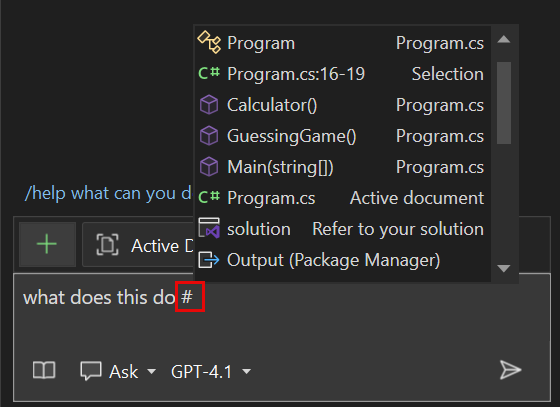 Program Program.cs
C# Program.cs:16-19 Selection
Calculator() Program.cs
GuessingGame() Program.cs
Main(string[]) Program.cs
C# Program.cs Active document
solution Refer to your solution
Output (Package Manager)
/help what can you d
+ Active D
what does this do #
Ask GPT-4.1